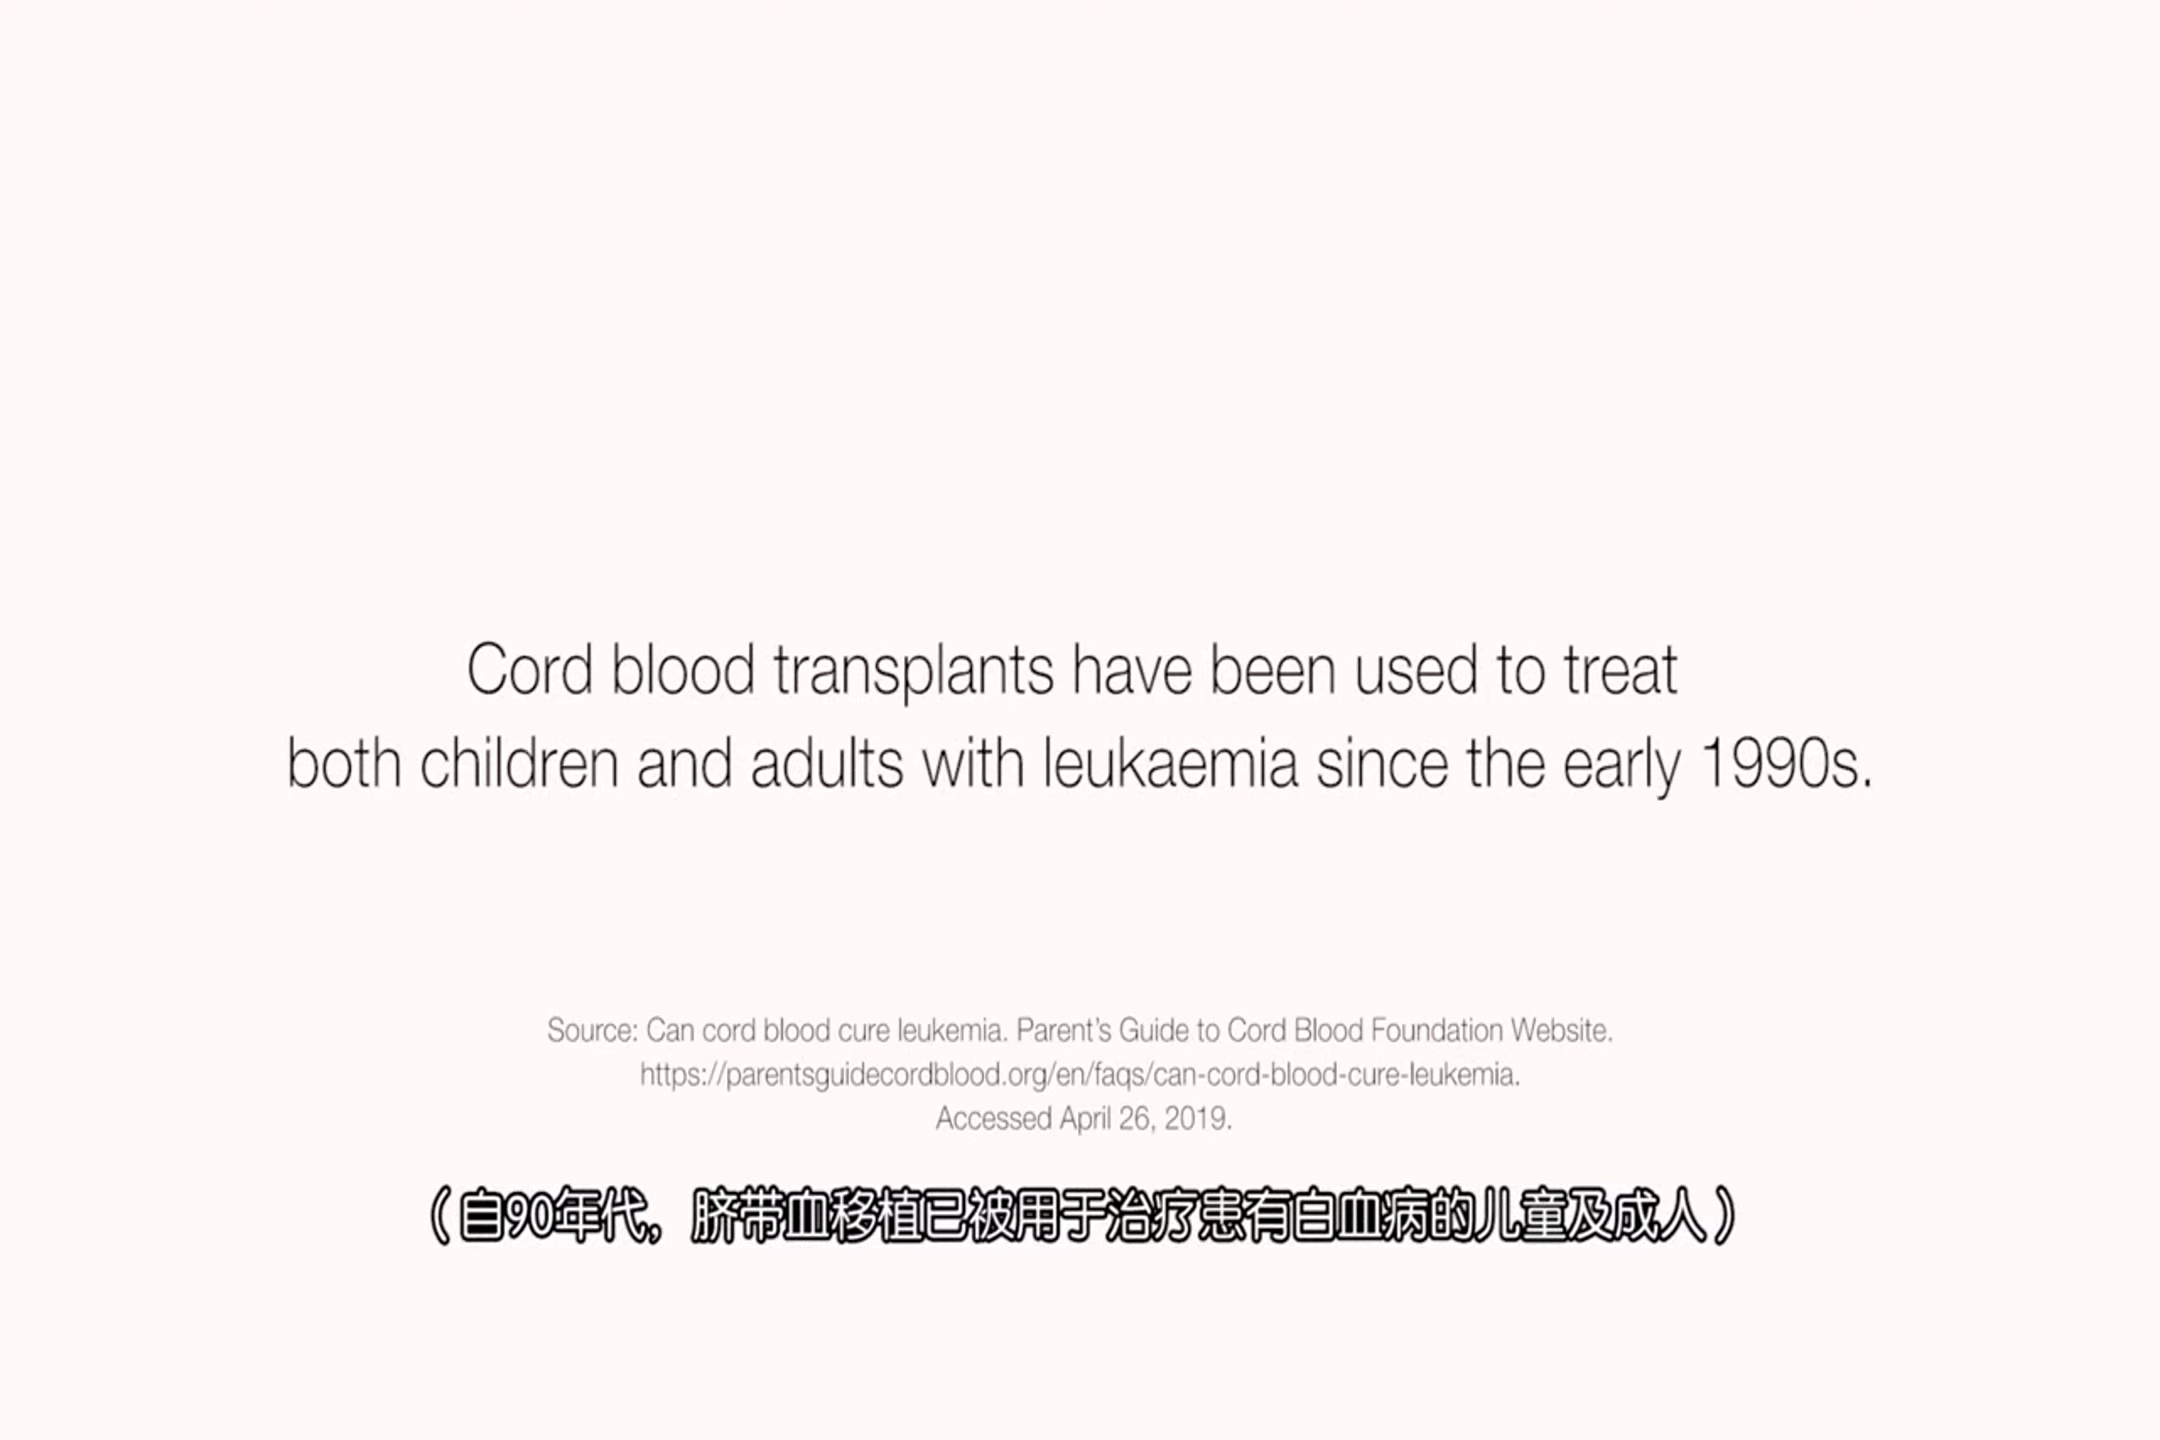 Cord blood transplants have been used to treat
both children and adults with leukaemia since the early 1990s.
Source: Can cord blood cure leukemia. Parent’s Guide to Cord Blood Foundation Website.
https://parentsguidecordblood.org/en/faqs/can-cord-blood-cure-leukemia.
Accessed April 26, 2019.
（自90年代，脐带血移植已被用于治疗患有白血病的儿童及成人）